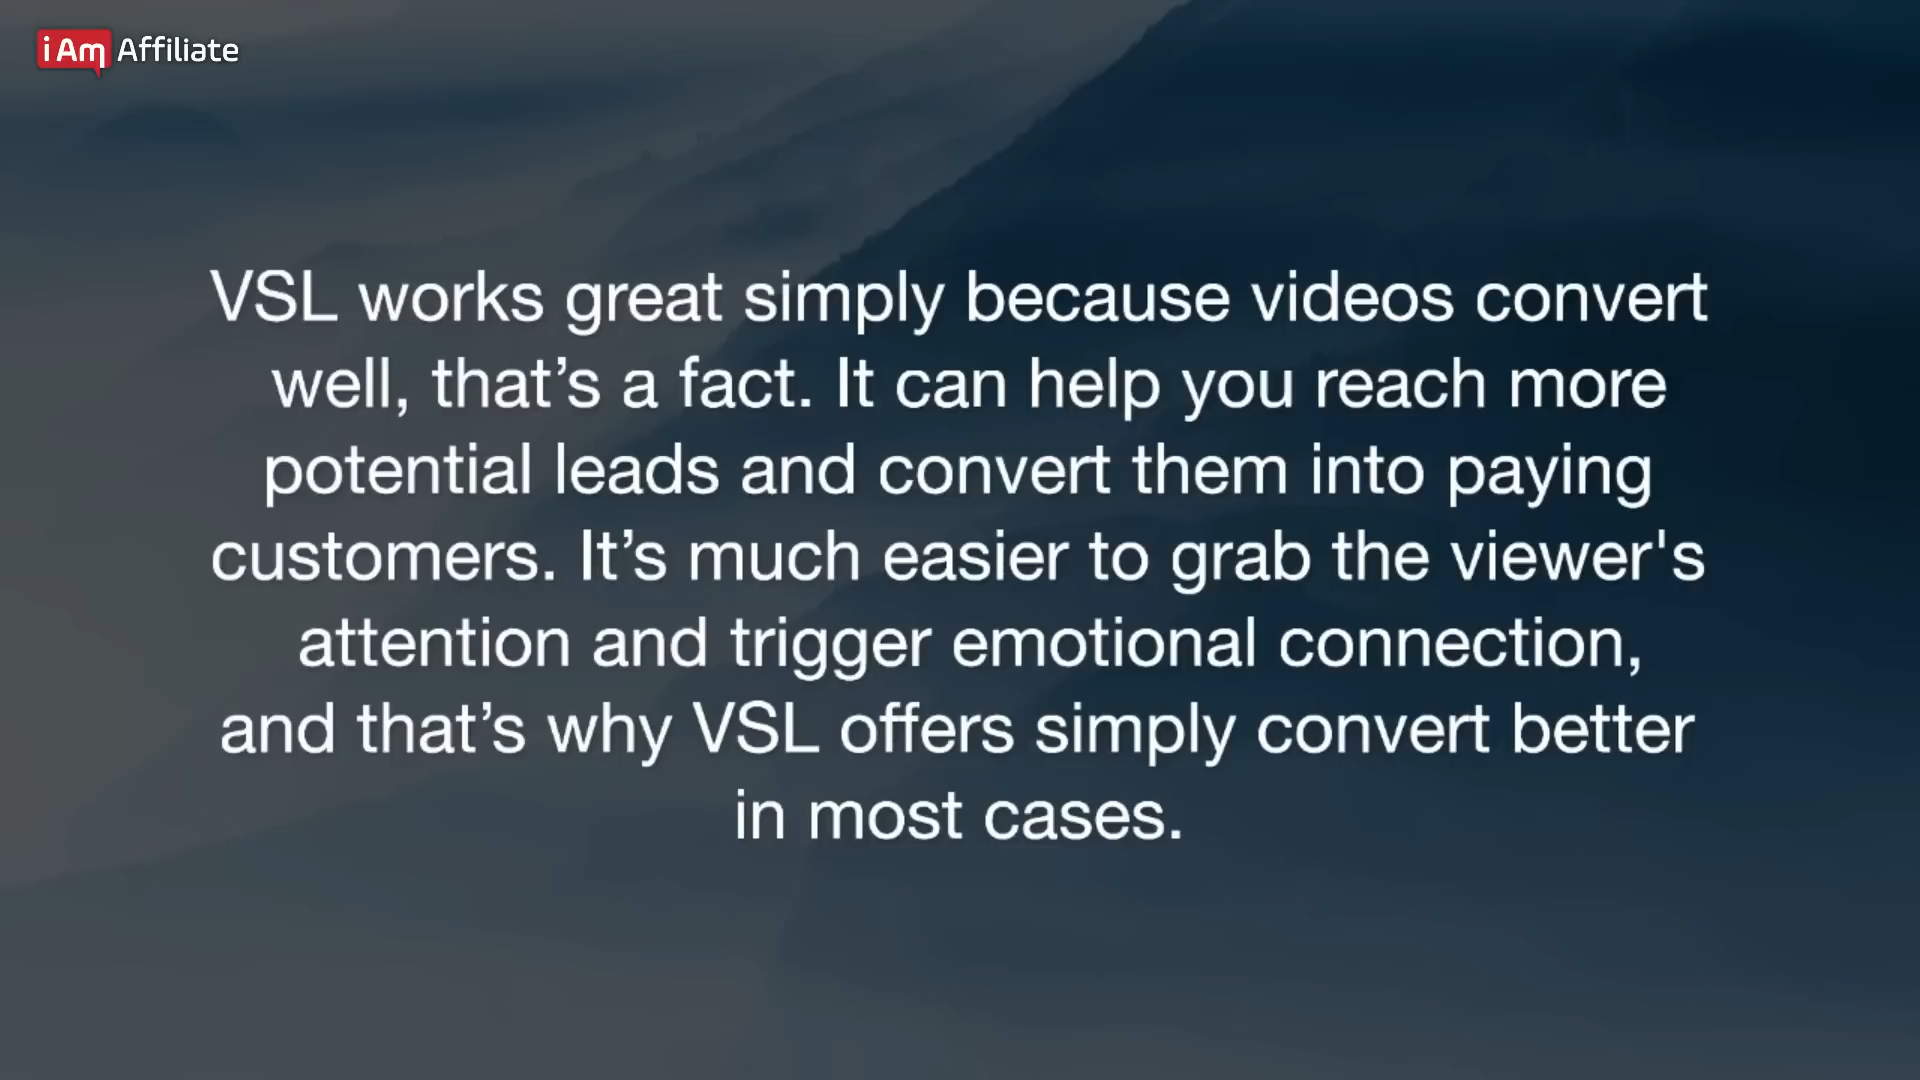 i Am Affiliate
VSL works great simply because videos convert
well, that’s a fact. It can help you reach more
potential leads and convert them into paying
customers. It’s much easier to grab the viewer's
attention and trigger emotional connection,
and that’s why VSL offers simply convert better
in most cases.